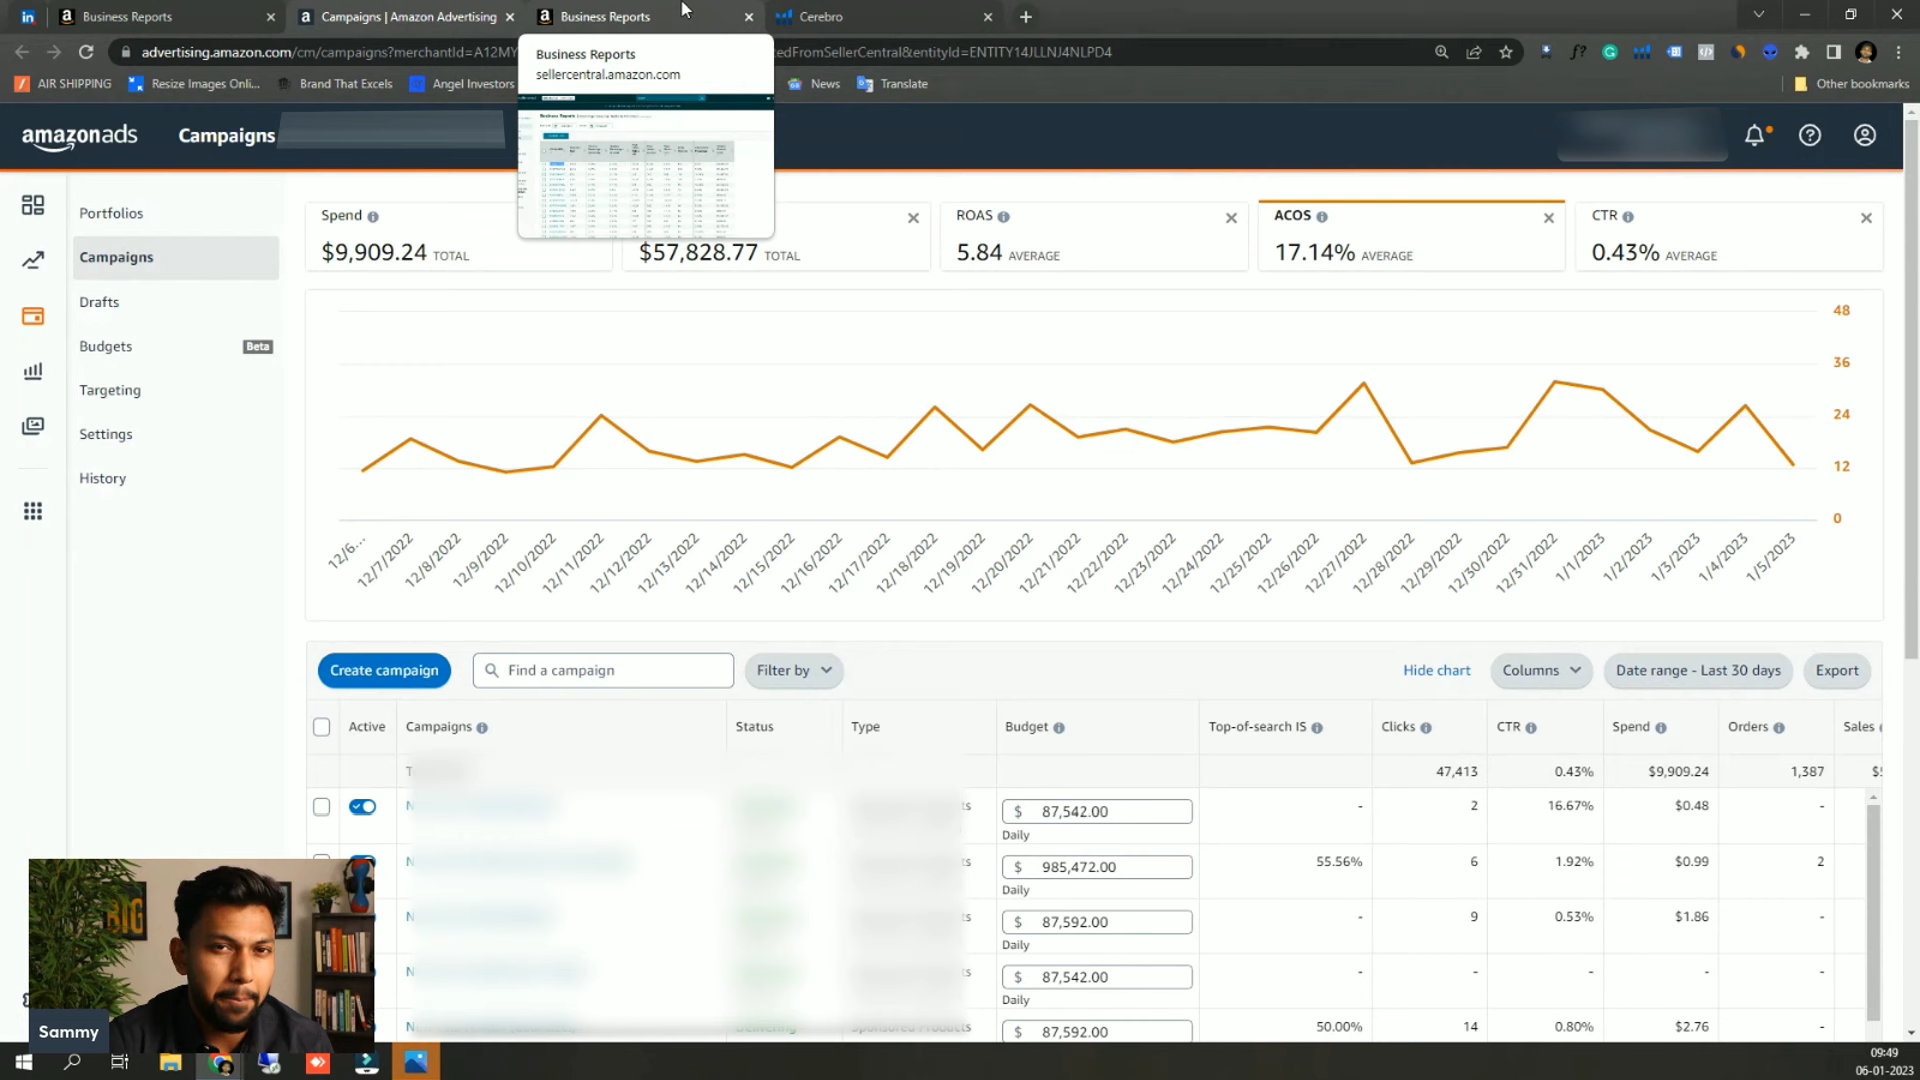 Business Reports
Campaigns | Amazon Advertising
Business Reports
Cerebro
advertising.amazon.com/cm/campaigns?merchantId=A12MY
tedFromSellerCentral&entityId=ENTITY14JLLNJ4NLPD4
Business Reports
sellercentral.amazon.com
AIR SHIPPING
Resize Images Onli...
Brand That Excels
Angel Investors
News
Translate
Other bookmarks
amazonads
Campaigns
Portfolios
Campaigns
Drafts
Budgets
Beta
Targeting
Settings
History
Spend
$9,909.24 TOTAL
$57,828.77 TOTAL
ROAS
5.84 AVERAGE
ACOS
17.14% AVERAGE
CTR
0.43% AVERAGE
48
36
24
12
0
12/6...
12/7/2022
12/8/2022
12/9/2022
12/10/2022
12/11/2022
12/12/2022
12/13/2022
12/14/2022
12/15/2022
12/16/2022
12/17/2022
12/18/2022
12/19/2022
12/20/2022
12/21/2022
12/22/2022
12/23/2022
12/24/2022
12/25/2022
12/26/2022
12/27/2022
12/28/2022
12/29/2022
12/30/2022
12/31/2022
1/1/2023
1/2/2023
1/3/2023
1/4/2023
1/5/2023
Create campaign
Find a campaign
Filter by
Hide chart
Columns
Date range - Last 30 days
Export
Active
Campaigns
Status
Type
Budget
Top-of-search IS
Clicks
CTR
Spend
Orders
Sales
47,413
0.43%
$9,909.24
1,387
$ 87,542.00
Daily
-
2
16.67%
$0.48
-
$ 985,472.00
Daily
55.56%
6
1.92%
$0.99
2
$ 87,592.00
Daily
-
9
0.53%
$1.86
-
$ 87,542.00
Daily
-
-
-
-
-
Delivering
Sponsored Products
$ 87,592.00
50.00%
14
0.80%
$2.76
-
BIG
Sammy
09:49
06-01-2023